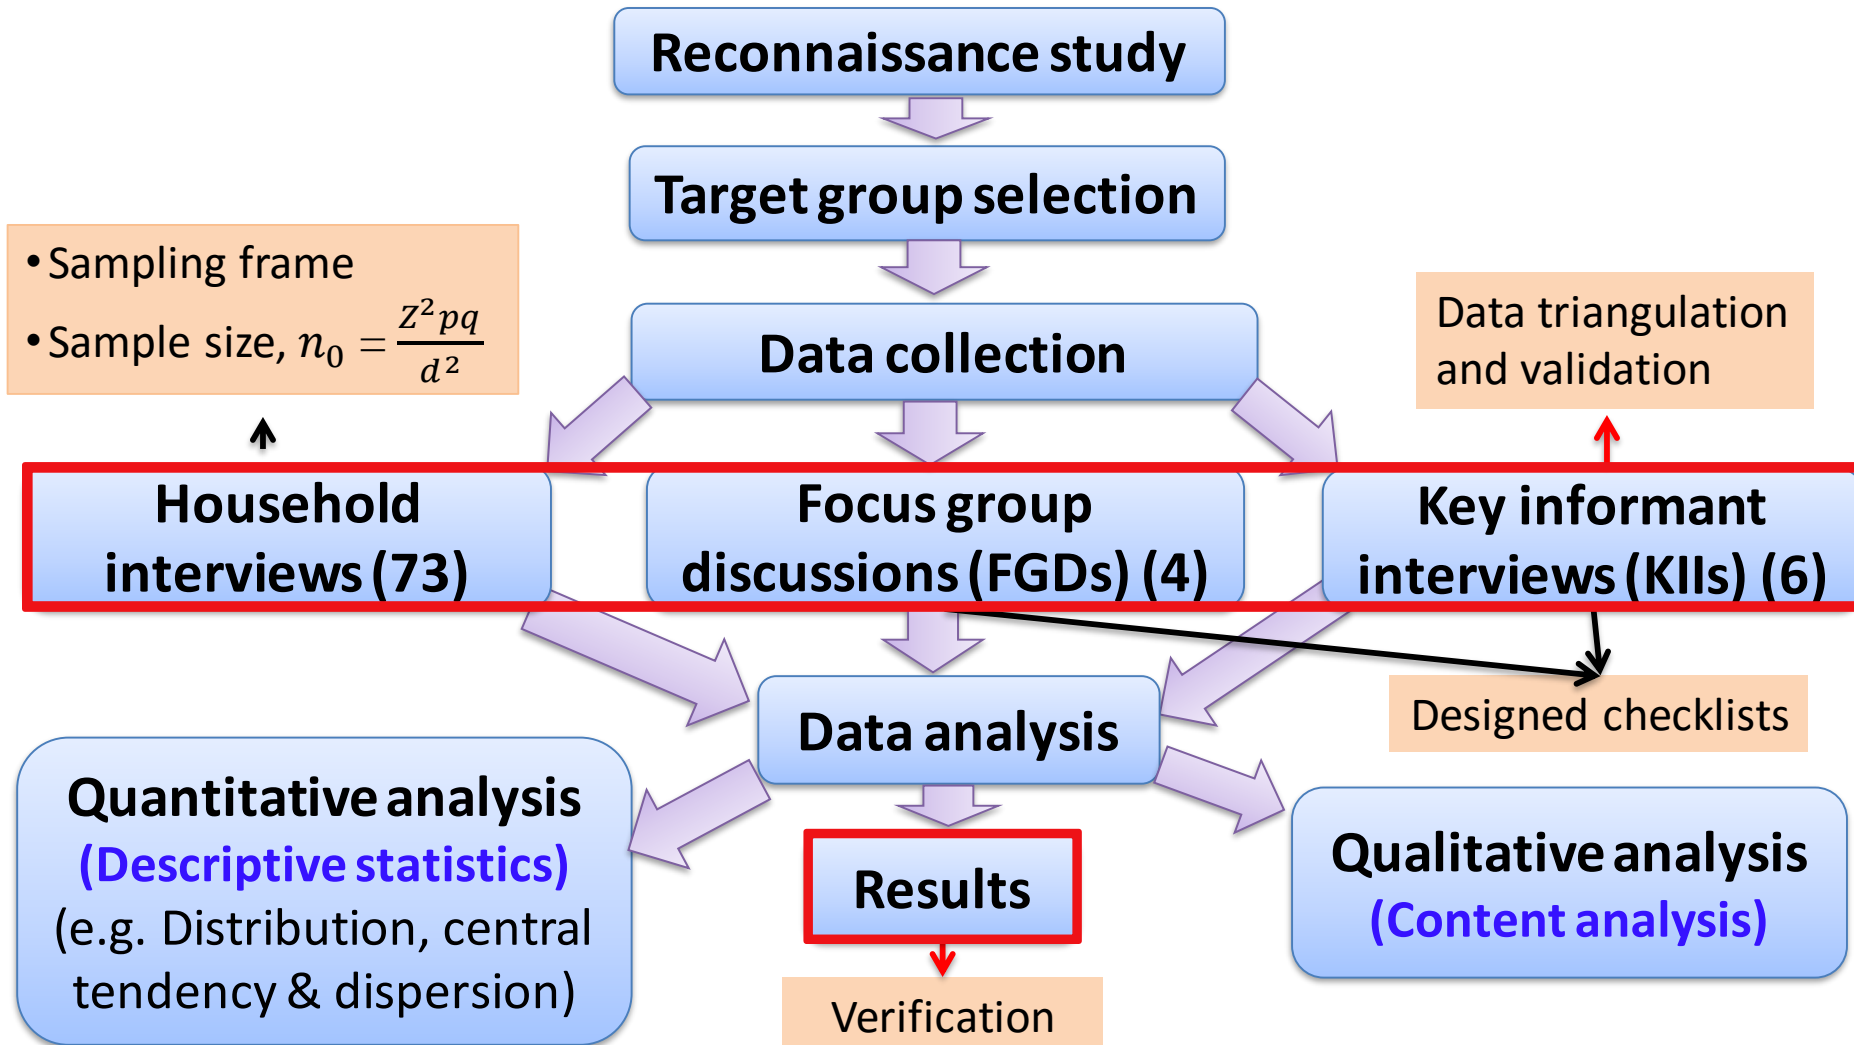 Reconnaissance study
Target group selection
• Sampling frame
• Sample size, n₀ = Z²pq / d²
Data collection
Data triangulation
and validation
Household
interviews (73)
Focus group
discussions (FGDs) (4)
Key informant
interviews (KIIs) (6)
Data analysis
Designed checklists
Quantitative analysis
(Descriptive statistics)
(e.g. Distribution, central
tendency & dispersion)
Results
Qualitative analysis
(Content analysis)
Verification